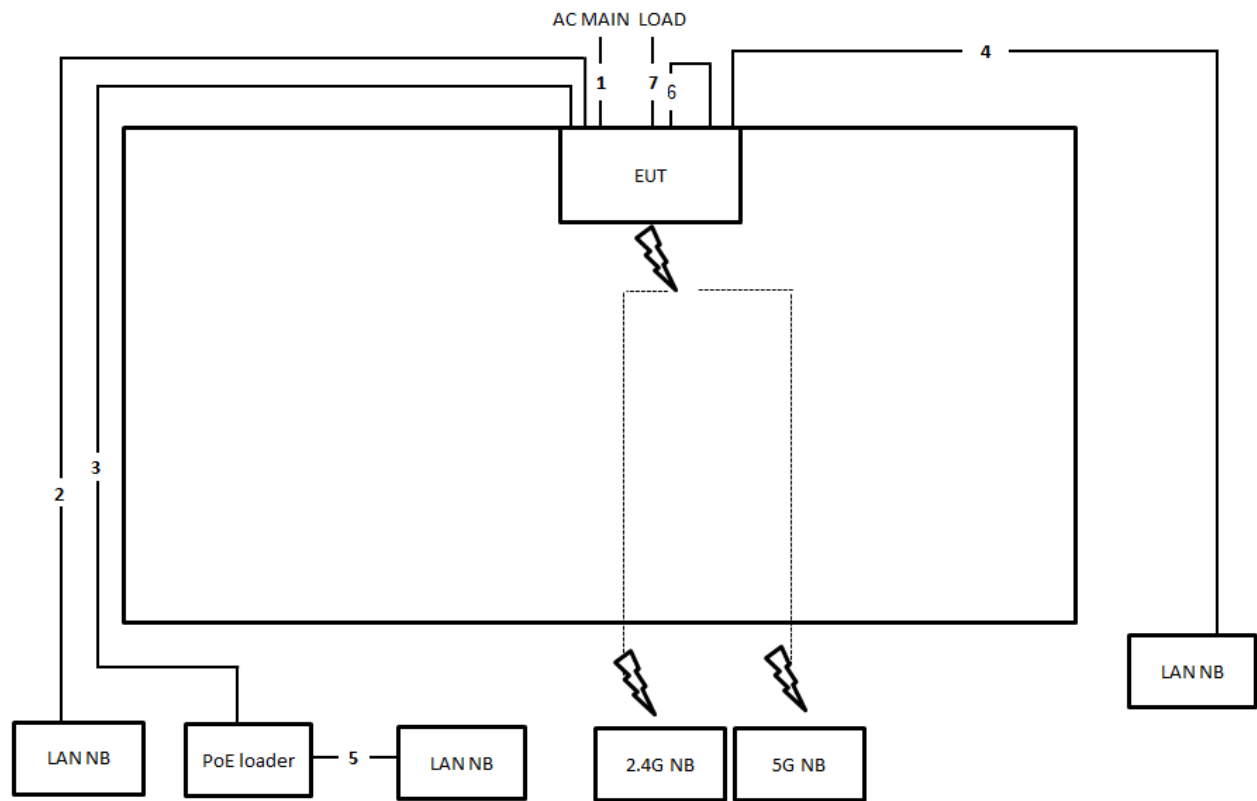 AC MAIN LOAD
4
1
7
6
EUT
3
2
LAN NB
LAN NB
PoE loader
5
LAN NB
2.4G NB
5G NB